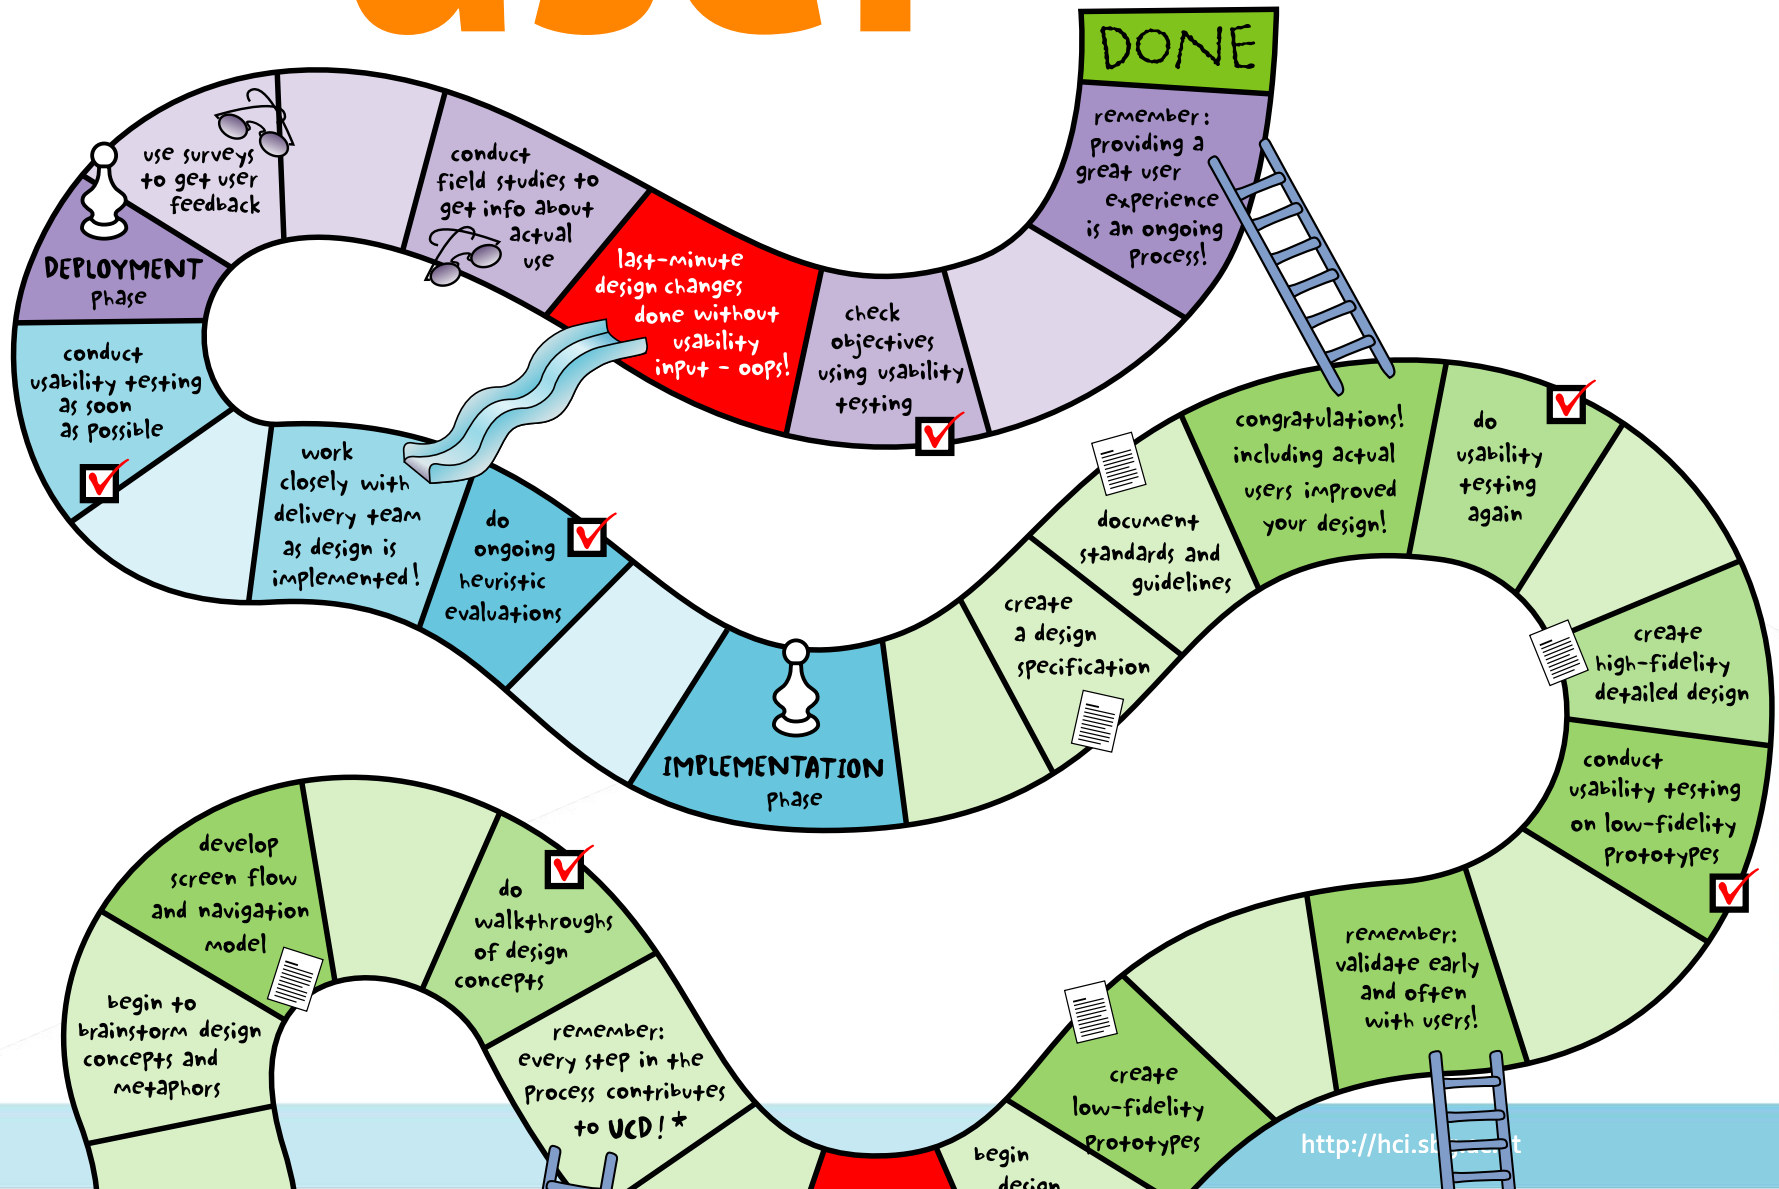 user
DONE
remember:
providing a
great user
experience
is an ongoing
process!
use surveys
to get user
feedback
conduct
field studies to
get info about
actual
use
last-minute
design changes
done without
usability
input - oops!
check
objectives
using usability
testing
DEPLOYMENT
phase
conduct
usability testing
as soon
as possible
work
closely with
delivery team
as design is
implemented!
do
ongoing
heuristic
evaluations
IMPLEMENTATION
phase
create
a design
specification
document
standards and
guidelines
congratulations!
including actual
users improved
your design!
do
usability
testing
again
create
high-fidelity
detailed design
conduct
usability testing
on low-fidelity
prototypes
remember:
validate early
and often
with users!
create
low-fidelity
prototypes
begin
design
develop
screen flow
and navigation
model
do
walkthroughs
of design
concepts
begin to
brainstorm design
concepts and
metaphors
remember:
every step in the
process contributes
to UCD! *